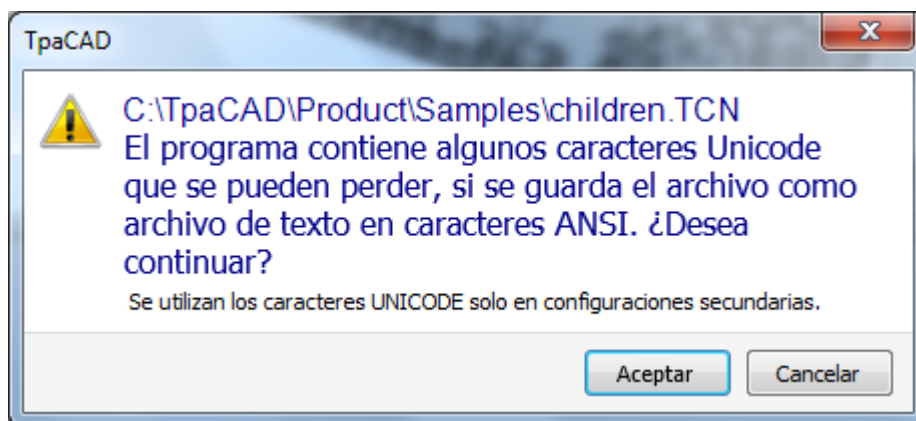 TpaCAD
C:\TpaCAD\Product\Samples\children.TCN
El programa contiene algunos caracteres Unicode
que se pueden perder, si se guarda el archivo como
archivo de texto en caracteres ANSI. ¿Desea
continuar?
Se utilizan los caracteres UNICODE solo en configuraciones secundarias.
Aceptar
Cancelar